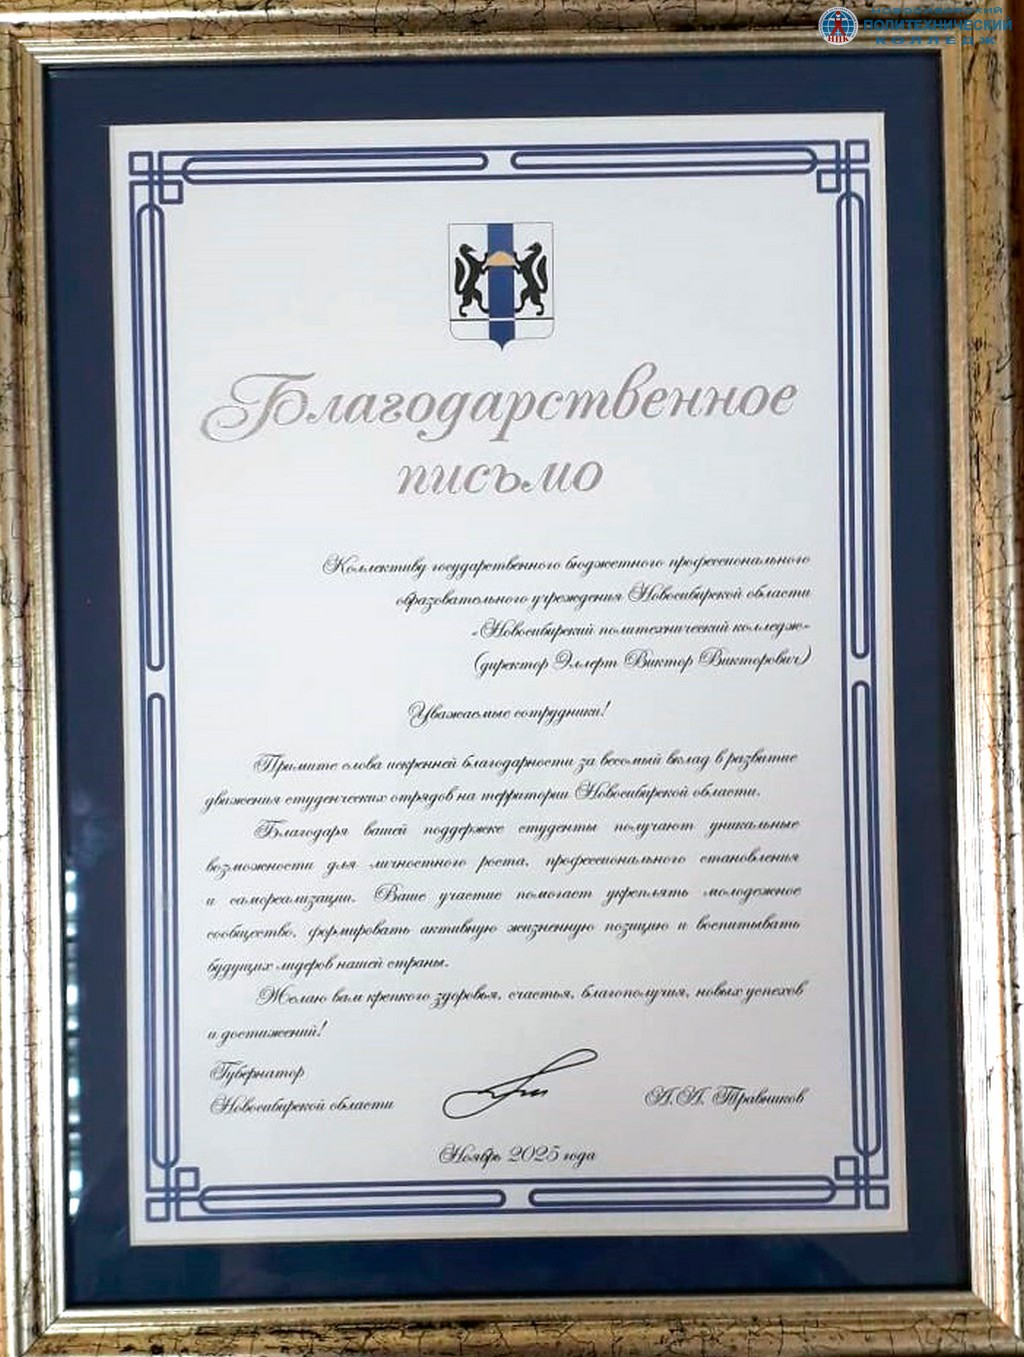 НОВОСИБИРСКИЙ
ПОЛИТЕХНИЧЕСКИЙ
КОЛЛЕДЖ
НПК
Благодарственное
письмо
Коллективу государственного бюджетного профессионального
образовательного учреждения Новосибирской области
«Новосибирский политехнический колледж»
(директор Эллерт Виктор Викторович)
Уважаемые сотрудники!
Примите слова искренней благодарности за весомый вклад в развитие
движения студенческих отрядов на территории Новосибирской области.
Благодаря вашей поддержке студенты получают уникальные
возможности для личностного роста, профессионального становления
и самореализации. Ваше участие помогает укреплять молодежное
сообщество, формировать активную жизненную позицию и воспитывать
будущих лидеров нашей страны.
Желаю вам крепкого здоровья, счастья, благополучия, новых успехов
и достижений!
Губернатор
Новосибирской области
А.А. Травников
Ноябрь 2025 года